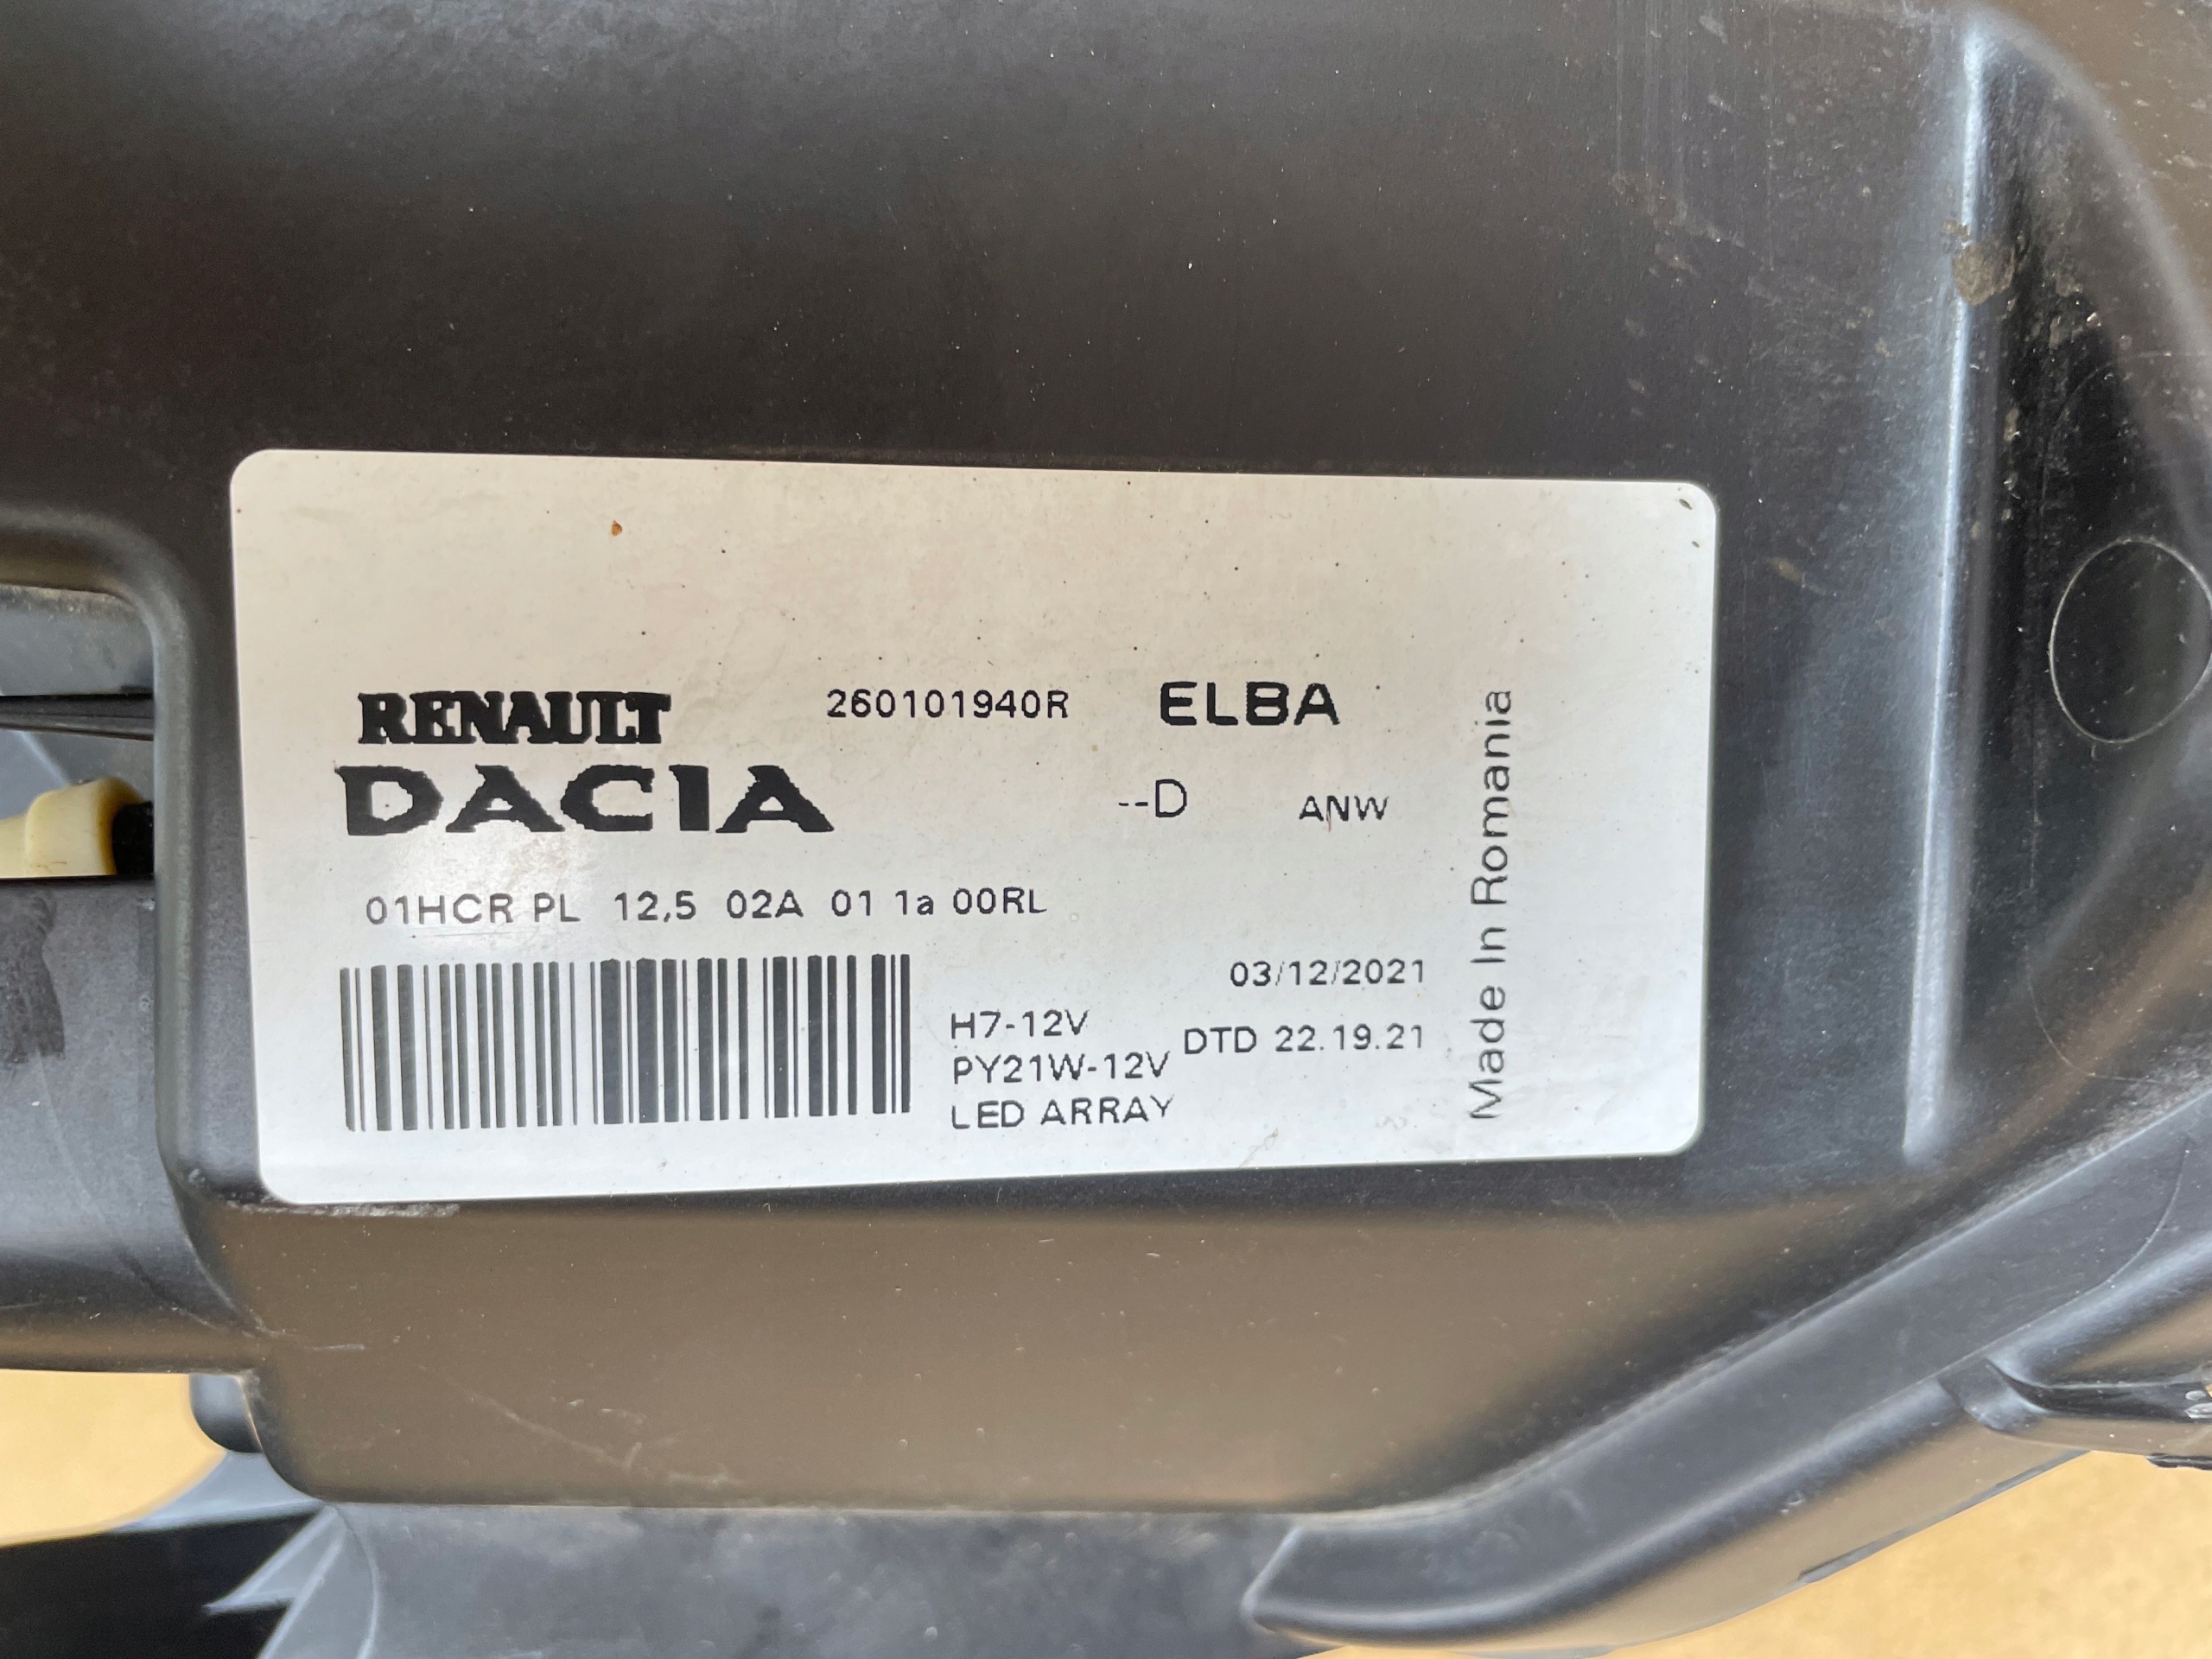 RENAULT 260101940R ELBA
DACIA --D ANW
01HCR PL 12,5 02A 01 1a 00RL
03/12/2021
H7-12V
DTD 22.19.21
PY21W-12V
LED ARRAY
Made In Romania